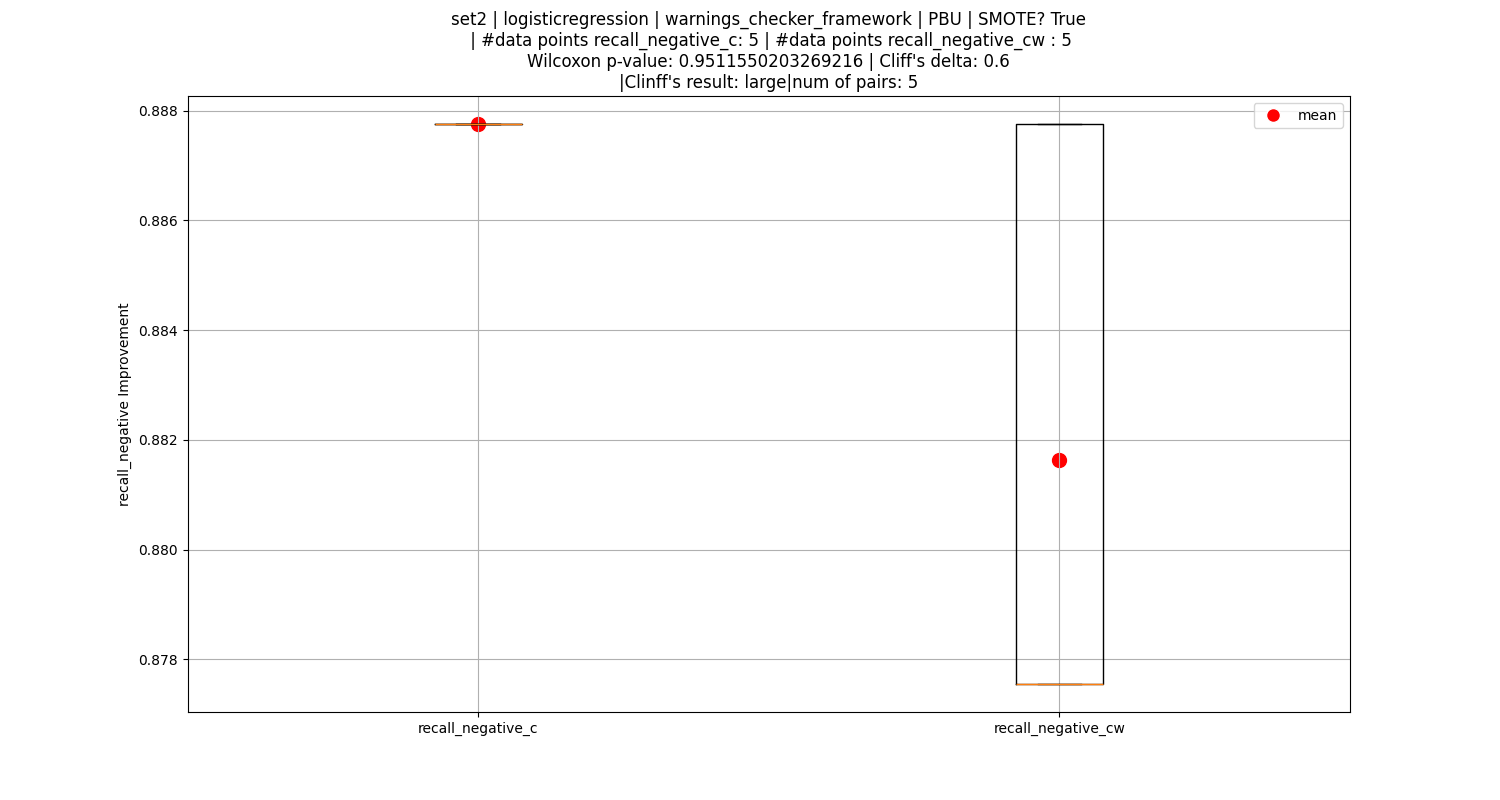 set2 | logisticregression | warnings_checker_framework | PBU | SMOTE? True
| #data points recall_negative_c: 5 | #data points recall_negative_cw : 5
Wilcoxon p-value: 0.9511550203269216 | Cliff's delta: 0.6
|Clinff's result: large|num of pairs: 5
mean
0.888
0.886
0.884
0.882
0.880
0.878
recall_negative Improvement
recall_negative_c
recall_negative_cw